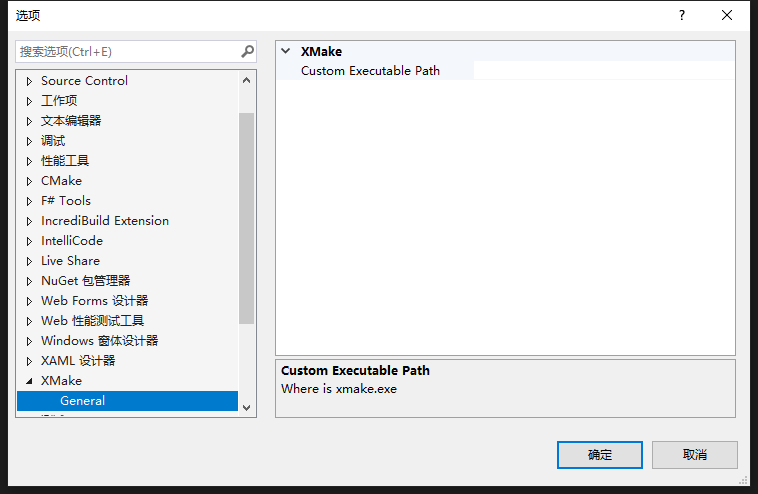 选项
?
搜索选项(Ctrl+E)
Source Control
工作项
文本编辑器
调试
性能工具
CMake
F# Tools
IncrediBuild Extension
IntelliCode
Live Share
NuGet 包管理器
Web Forms 设计器
Web 性能测试工具
Windows 窗体设计器
XAML 设计器
XMake
General
XMake
Custom Executable Path
Custom Executable Path
Where is xmake.exe
确定
取消